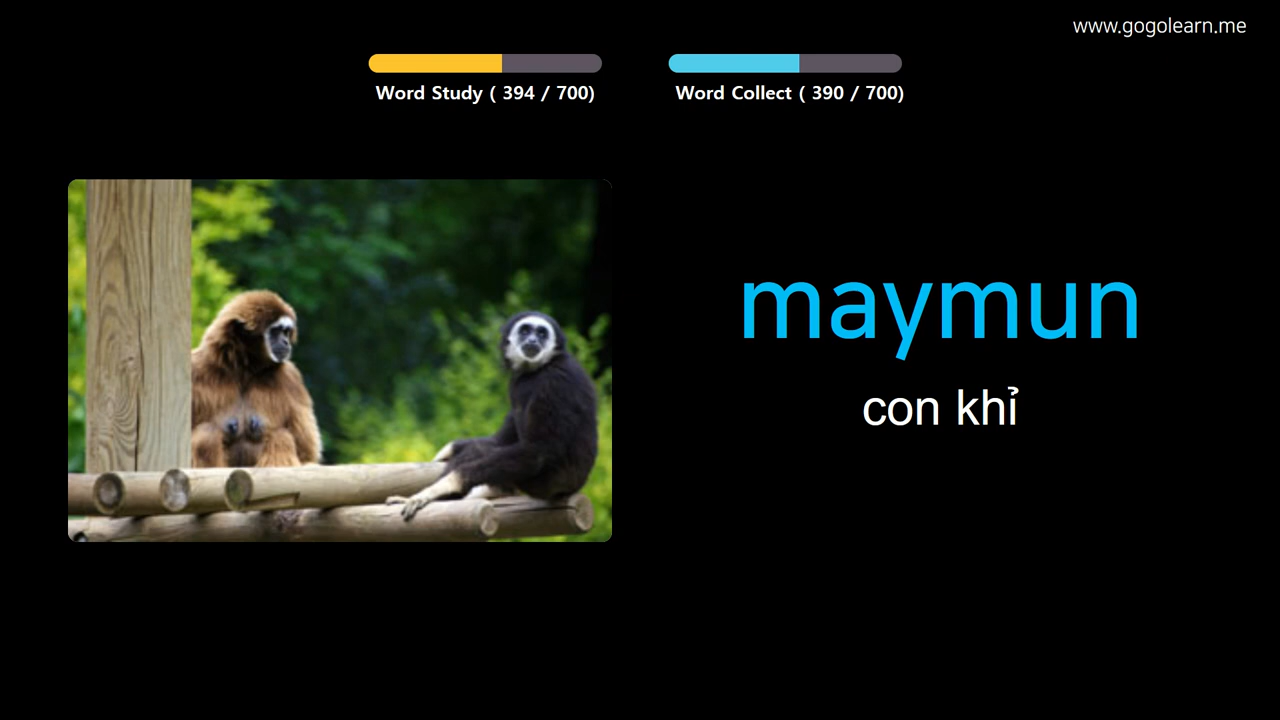 www.gogolearn.me
Word Study ( 394 / 700)
Word Collect ( 390 / 700)
maymun
con khỉ